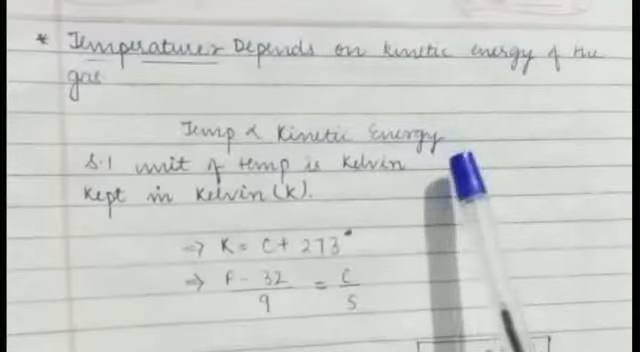 * Temperature → Depends on kinetic energy of the
gas
Temp ∝ Kinetic Energy
S.I unit of temp is Kelvin
Kept in Kelvin (K).
→ K = C + 273°
→ F - 32 / 9 = C / 5